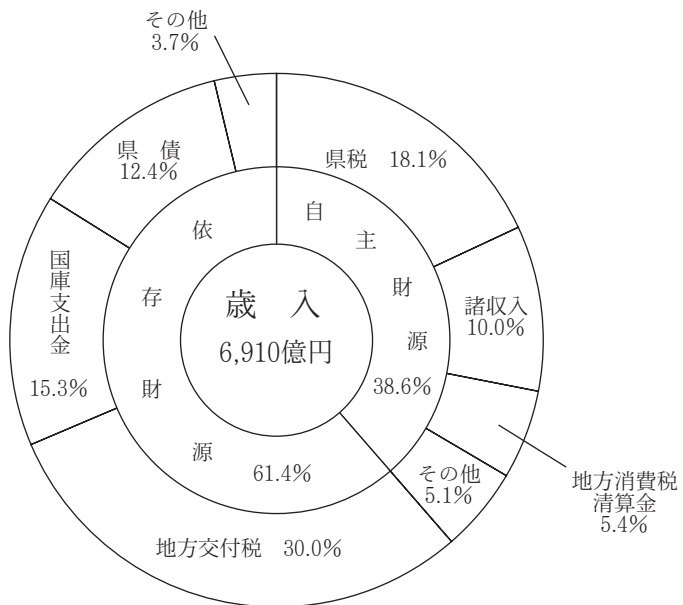 その他
3.7%
県　債
12.4%
県税　18.1%
自主財源
38.6%
依存財源
61.4%
歳　入
6,910億円
諸収入
10.0%
国庫支出金
15.3%
その他
5.1%
地方消費税
清算金
5.4%
地方交付税　30.0%